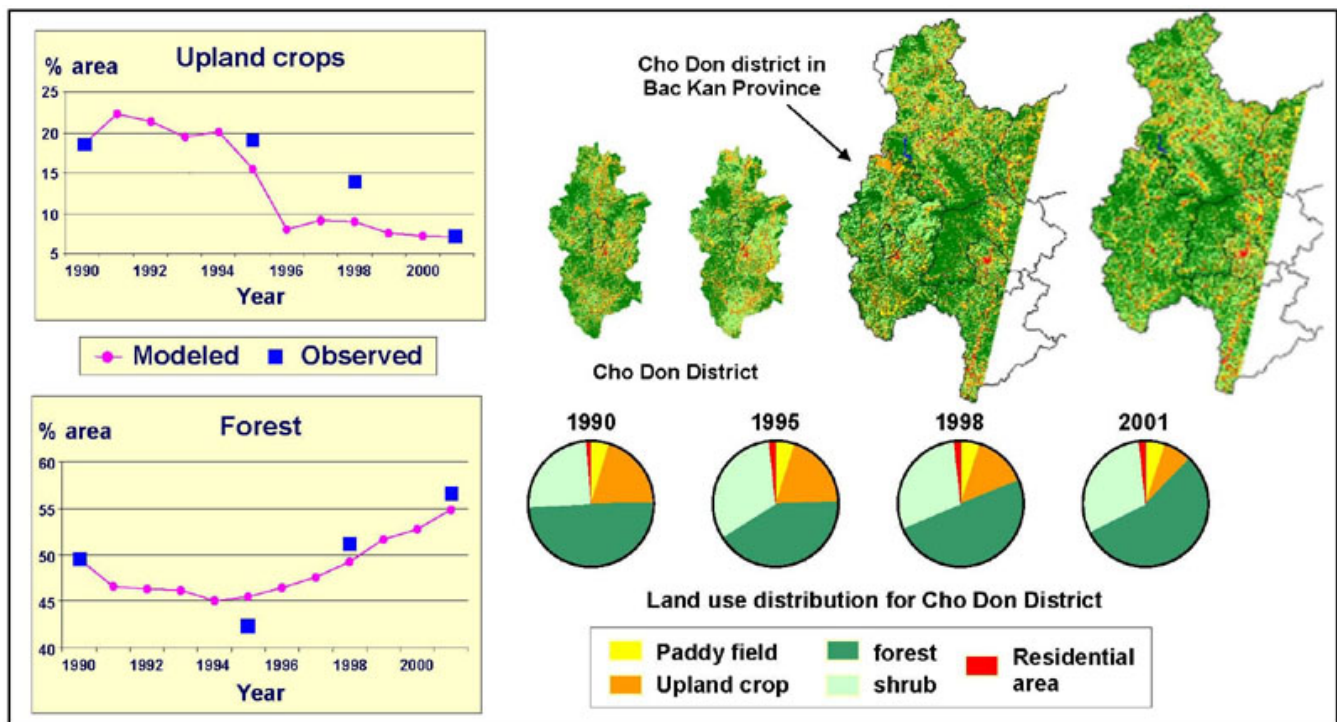 Upland crops
% area
25
20
15
10
5
1990 1992 1994 1996 1998 2000
Year
Modeled Observed
Forest
% area
60
55
50
45
40
1990 1992 1994 1996 1998 2000
Year
Cho Don district in
Bac Kan Province
Cho Don District
1990 1995 1998 2001
Land use distribution for Cho Don District
Paddy field forest Residential
area
Upland crop shrub